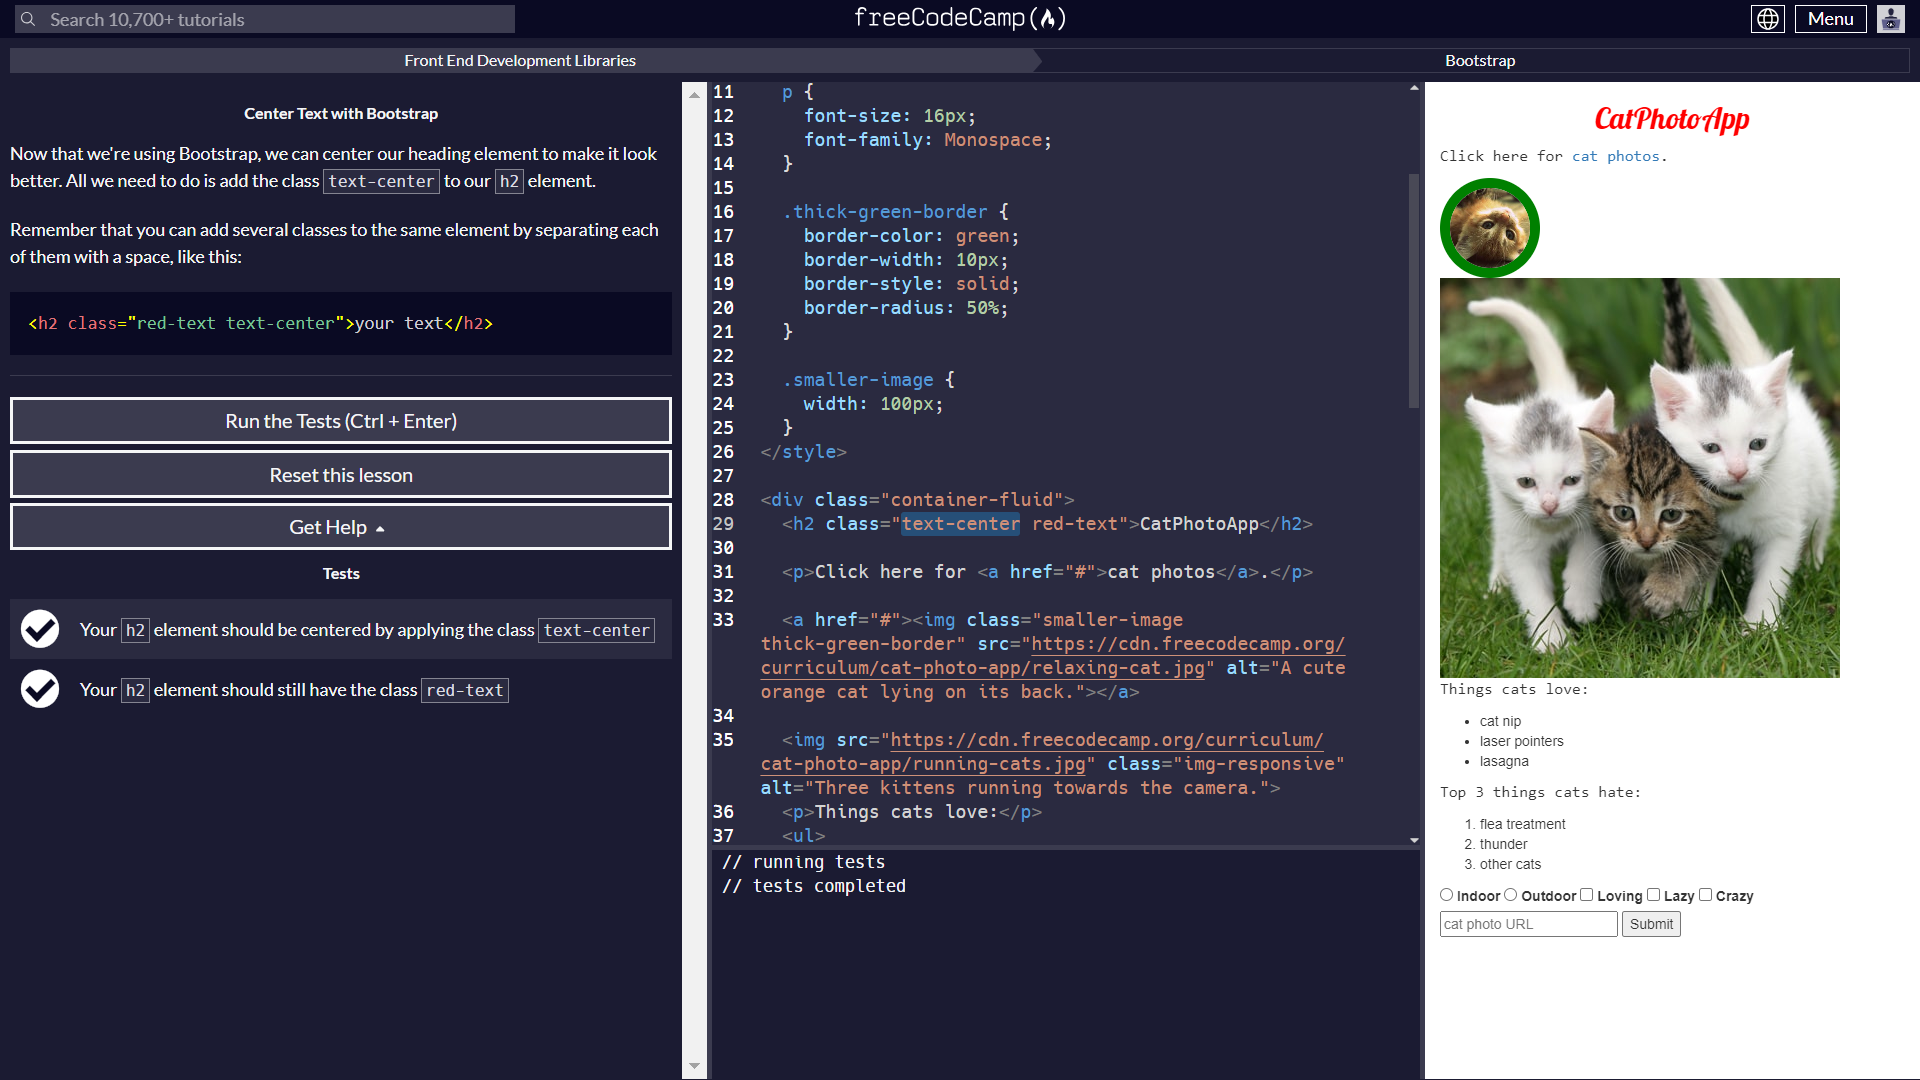 Search 10,700+ tutorials
freeCodeCamp
Menu
Front End Development Libraries
Bootstrap
Center Text with Bootstrap
Now that we're using Bootstrap, we can center our heading element to make it look
better. All we need to do is add the class text-center to our h2 element.
Remember that you can add several classes to the same element by separating each
of them with a space, like this:
<h2 class="red-text text-center">your text</h2>
Run the Tests (Ctrl + Enter)
Reset this lesson
Get Help
Tests
Your h2 element should be centered by applying the class text-center
Your h2 element should still have the class red-text
11 p {
12 font-size: 16px;
13 font-family: Monospace;
14 }
15
16 .thick-green-border {
17 border-color: green;
18 border-width: 10px;
19 border-style: solid;
20 border-radius: 50%;
21 }
22
23 .smaller-image {
24 width: 100px;
25 }
26 </style>
27
28 <div class="container-fluid">
29 <h2 class="text-center red-text">CatPhotoApp</h2>
30
31 <p>Click here for <a href="#">cat photos</a>.</p>
32
33 <a href="#"><img class="smaller-image
thick-green-border" src="https://cdn.freecodecamp.org/
curriculum/cat-photo-app/relaxing-cat.jpg" alt="A cute
orange cat lying on its back."></a>
34
35 <img src="https://cdn.freecodecamp.org/curriculum/
cat-photo-app/running-cats.jpg" class="img-responsive"
alt="Three kittens running towards the camera.">
36 <p>Things cats love:</p>
37 <ul>
// running tests
// tests completed
CatPhotoApp
Click here for cat photos.
Things cats love:
• cat nip
• laser pointers
• lasagna
Top 3 things cats hate:
1. flea treatment
2. thunder
3. other cats
Indoor Outdoor Loving Lazy Crazy
cat photo URL Submit